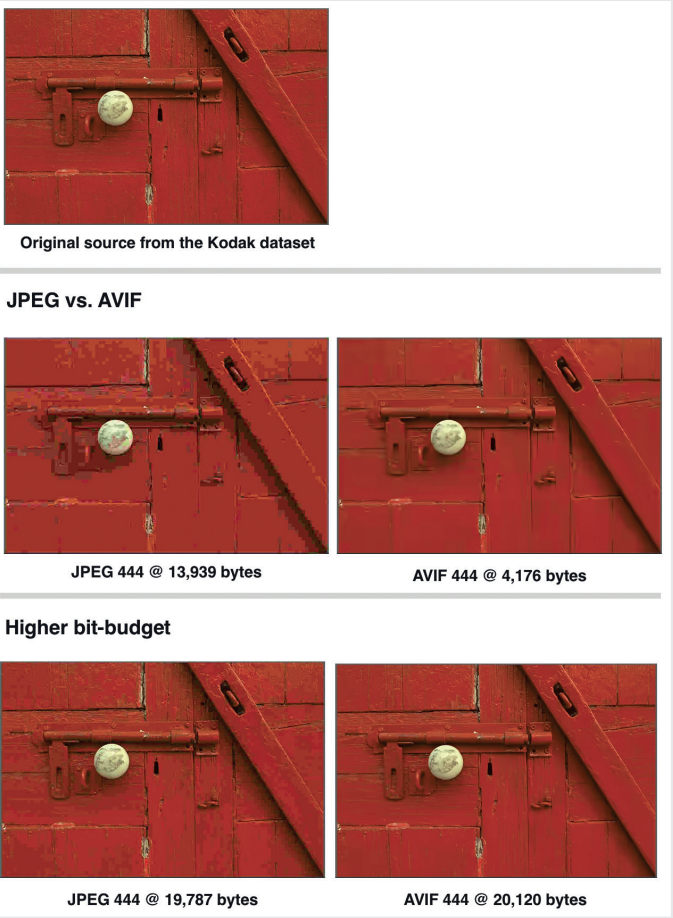 Original source from the Kodak dataset
JPEG vs. AVIF
JPEG 444 @ 13,939 bytes
AVIF 444 @ 4,176 bytes
Higher bit-budget
JPEG 444 @ 19,787 bytes
AVIF 444 @ 20,120 bytes